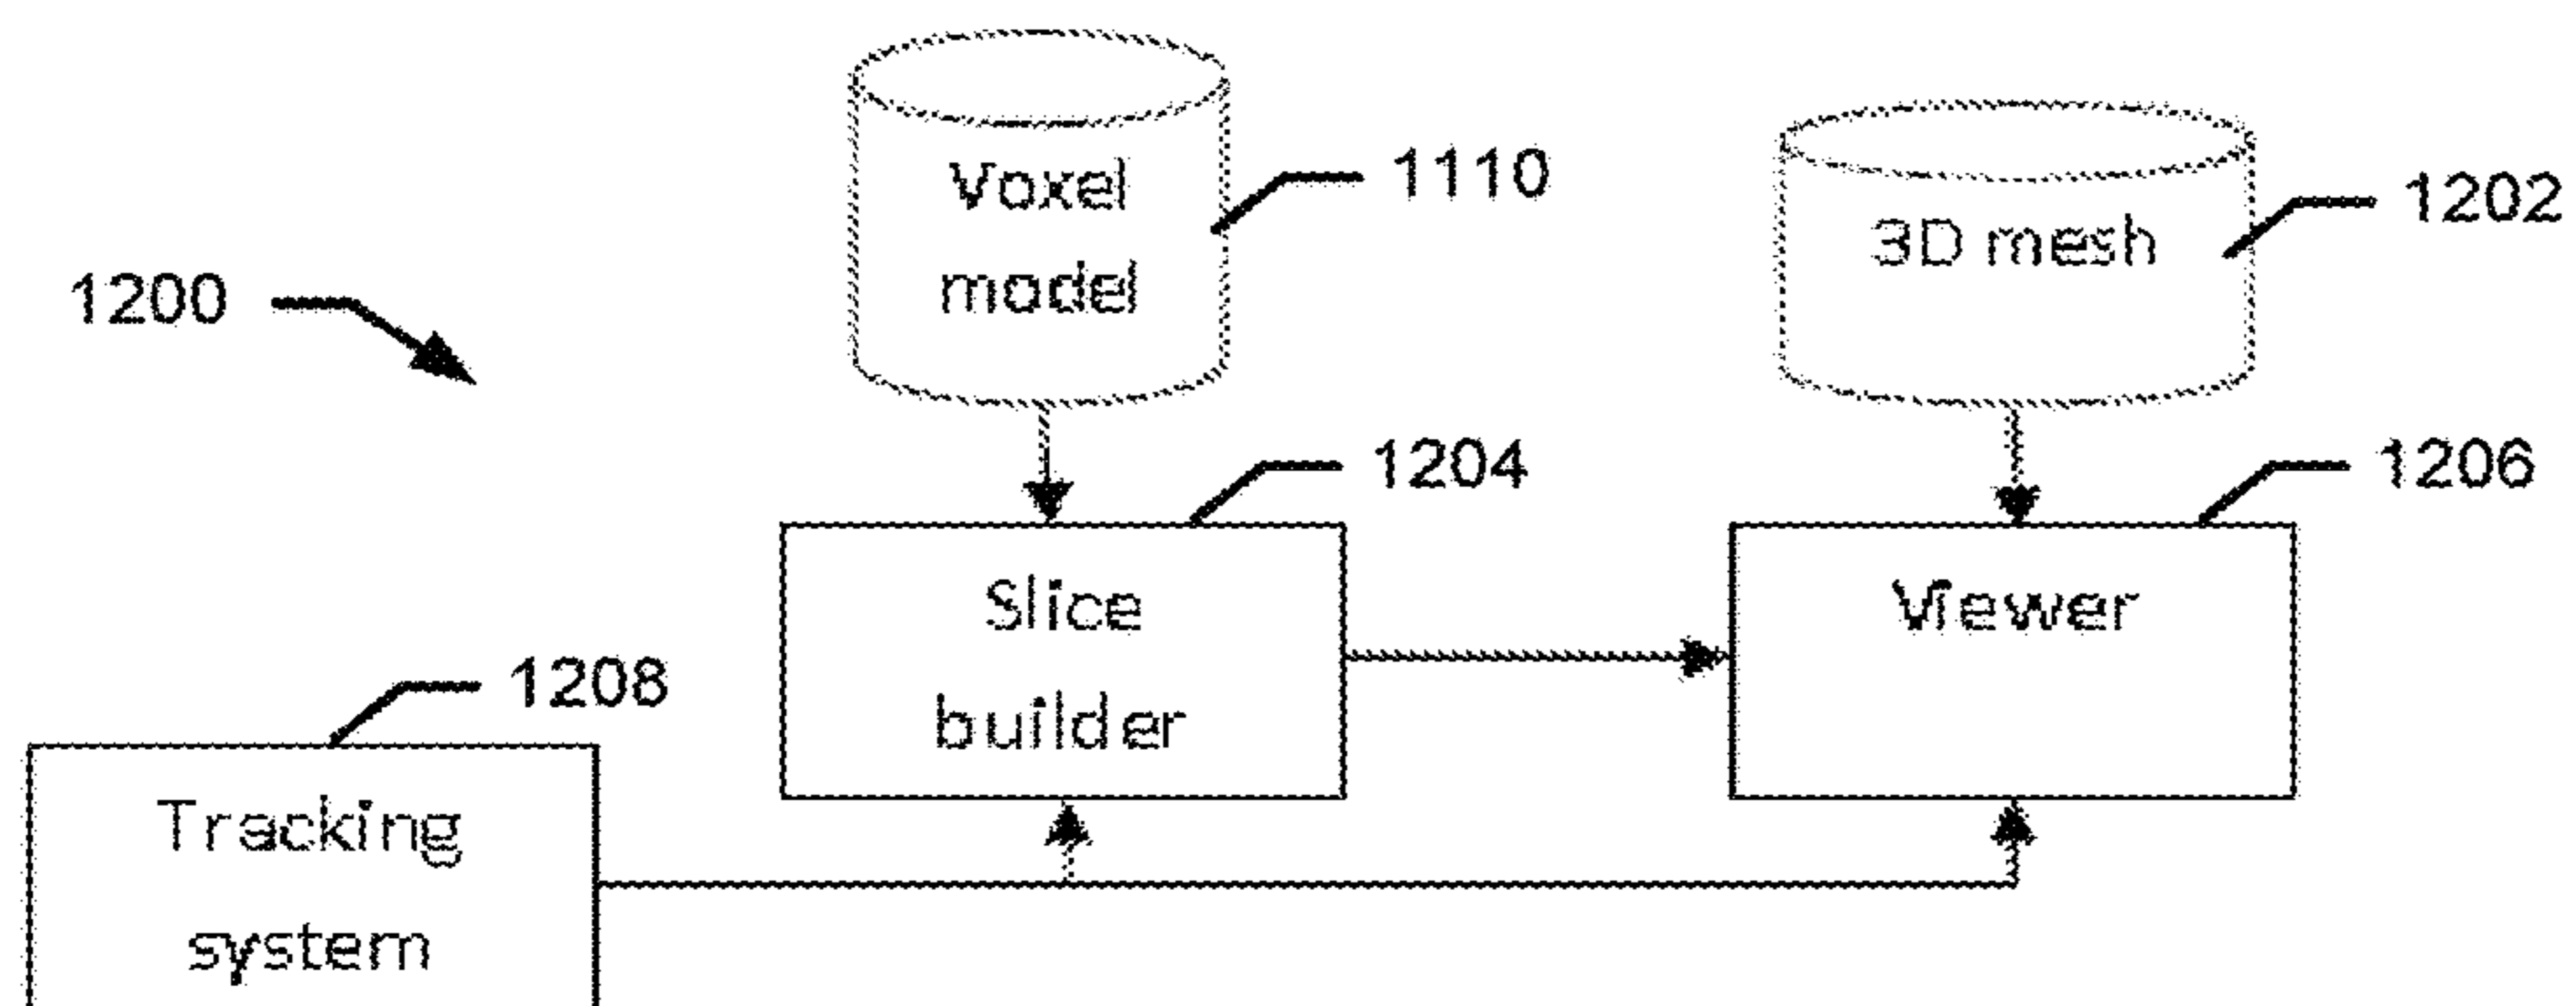 Voxel
model
1110
3D mesh
1202
1200
1204
1206
Slice
builder
Viewer
1208
Tracking
system